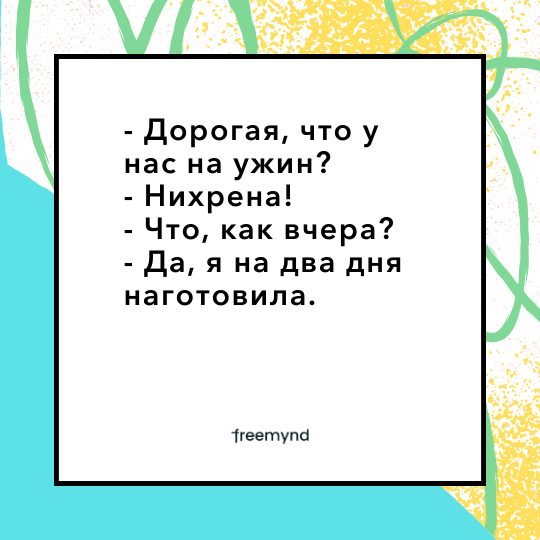 - Дорогая, что у
нас на ужин?
- Нихрена!
- Что, как вчера?
- Да, я на два дня
наготовила.
freemynd